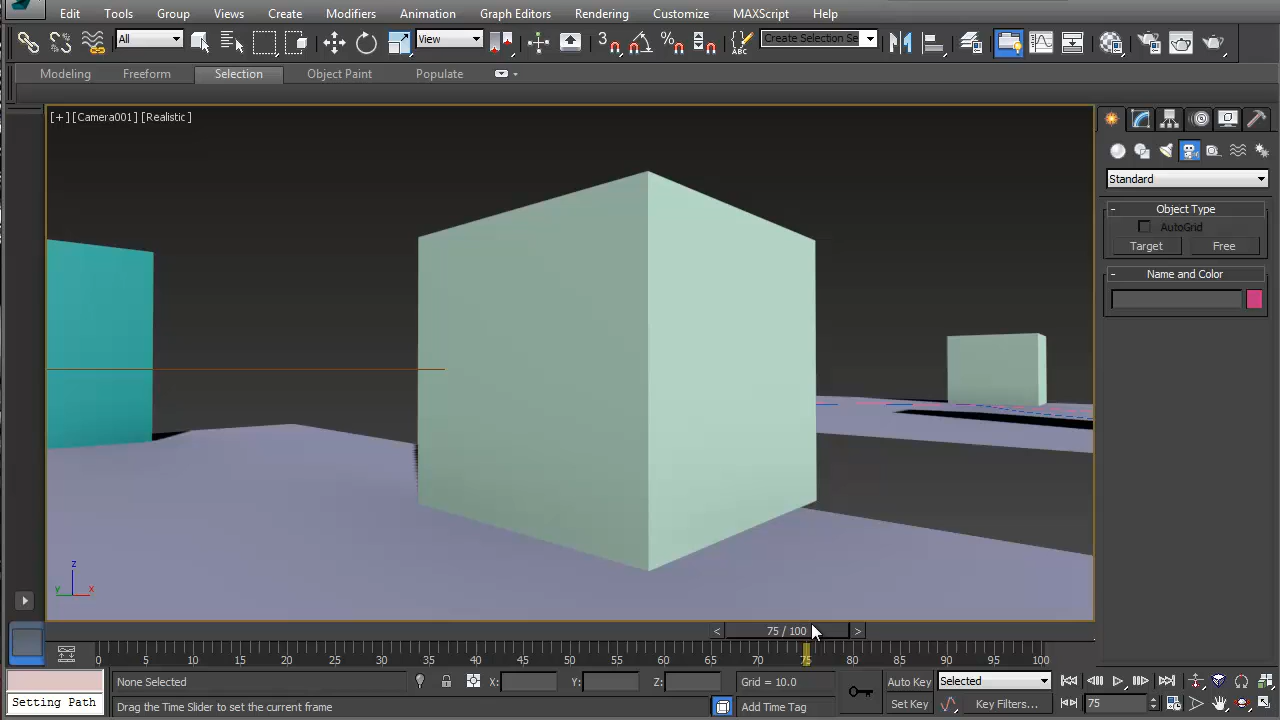 Edit Tools Group Views Create Modifiers Animation Graph Editors Rendering Customize MAXScript Help
All View 3 % Create Selection Se
Modeling Freeform Selection Object Paint Populate
[+] [Camera001] [Realistic]
Standard
- Object Type
AutoGrid
Target Free
- Name and Color
z
y x
< 75 / 100 >
0 5 10 15 20 25 30 35 40 45 50 55 60 65 70 75 80 85 90 95 100
None Selected X: Y: Z: Grid = 10.0 Auto Key Selected
Setting Path Drag the Time Slider to set the current frame Add Time Tag Set Key Key Filters... 75